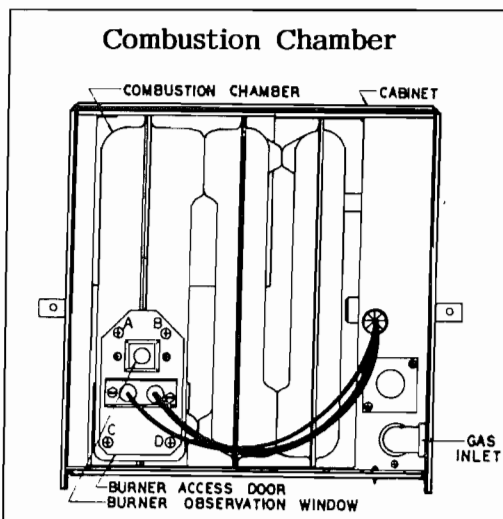 Combustion Chamber
COMBUSTION CHAMBER
CABINET
A
B
C
D
GAS
INLET
BURNER ACCESS DOOR
BURNER OBSERVATION WINDOW